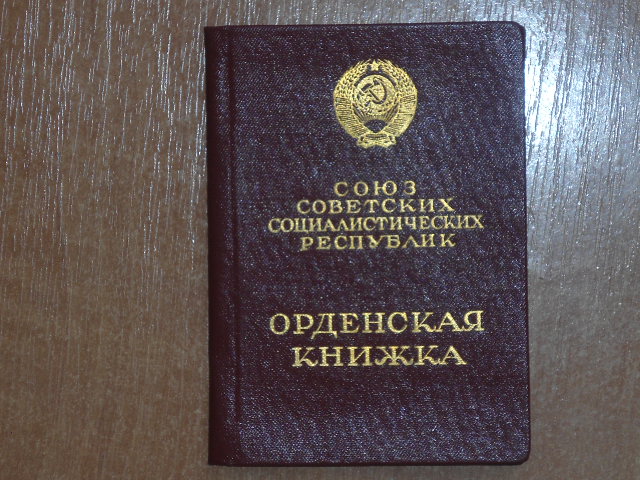 СОЮЗ
СОВЕТСКИХ
СОЦИАЛИСТИЧЕСКИХ
РЕСПУБЛИК
ОРДЕНСКАЯ
КНИЖКА